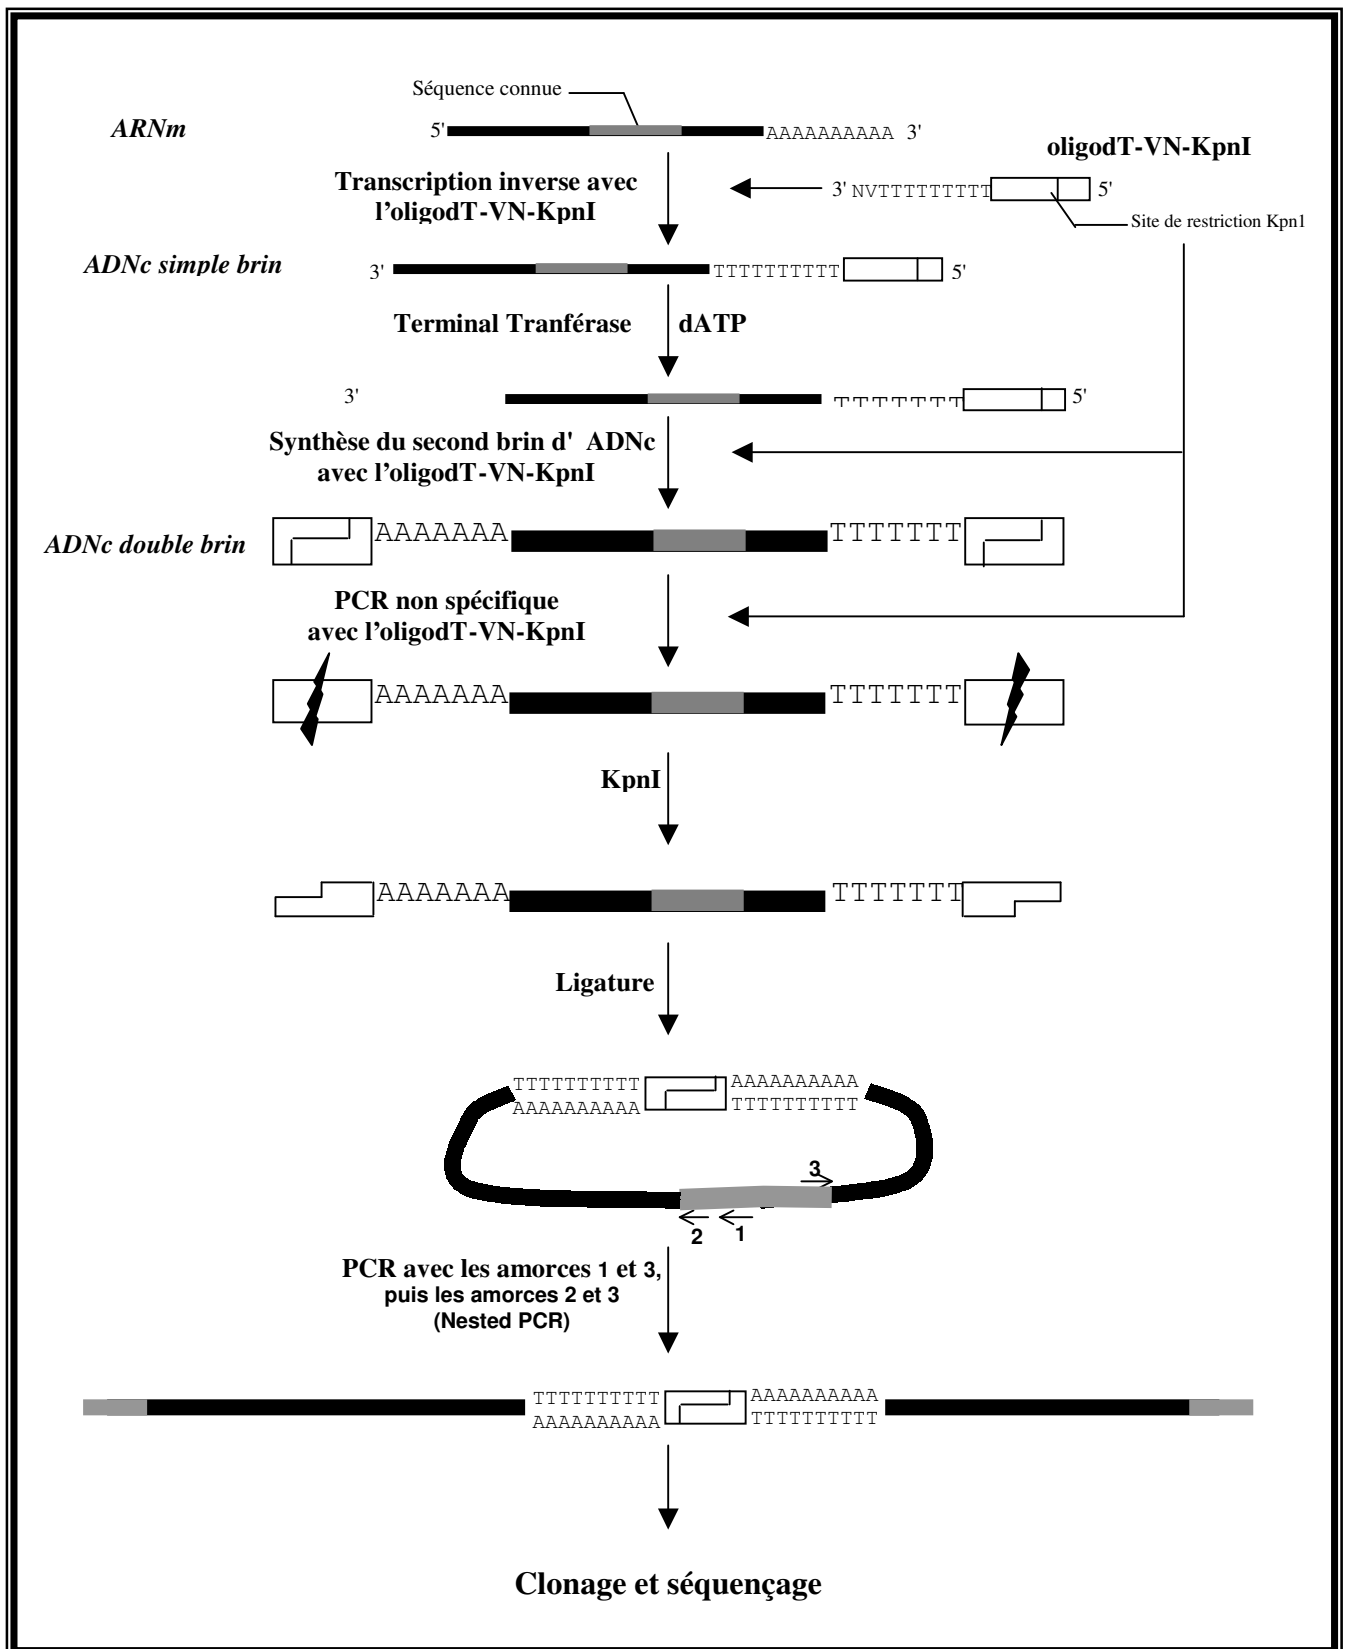 Séquence connue
ARNm
5'
AAAAAAAAAA 3'
oligodT-VN-KpnI
Transcription inverse avec
l'oligodT-VN-KpnI
3' NVTTTTTTTTT
5'
Site de restriction Kpn1
ADNc simple brin
3'
TTTTTTTTTT
5'
Terminal Tranférase
dATP
3'
TTTTTTT
5'
Synthèse du second brin d' ADNc
avec l'oligodT-VN-KpnI
ADNc double brin
AAAAAAA
TTTTTTT
PCR non spécifique
avec l'oligodT-VN-KpnI
AAAAAAA
TTTTTTT
KpnI
AAAAAAA
TTTTTTT
Ligature
TTTTTTTTTT
AAAAAAAAAA
AAAAAAAAAA
TTTTTTTTTT
3
2
1
PCR avec les amorces 1 et 3,
puis les amorces 2 et 3
(Nested PCR)
TTTTTTTTTT
AAAAAAAAAA
AAAAAAAAAA
TTTTTTTTTT
Clonage et séquençage